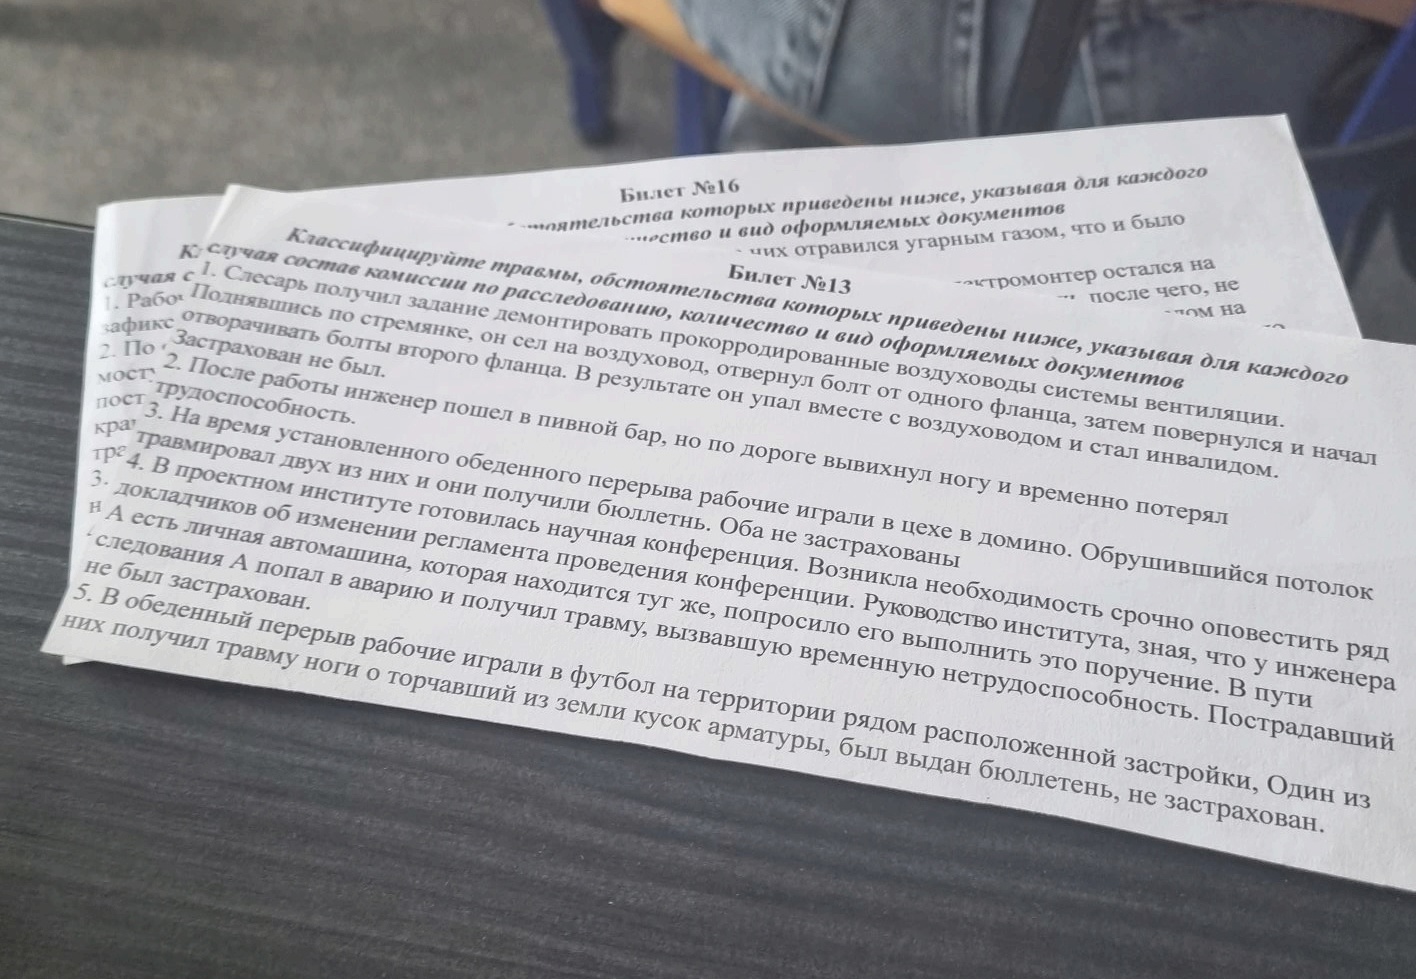 Билет №16
которых приведены ниже, указывая для каждого
и вид оформляемых документов
них отравился угарным газом, что и было
остался на
после чего, не
на
Билет №13
Классифицируйте травмы, обстоятельства которых приведены ниже, указывая для каждого
случая состав комиссии по расследованию, количество и вид оформляемых документов
1. Слесарь получил задание демонтировать прокорродированные воздуховоды системы вентиляции.
Поднявшись по стремянке, он сел на воздуховод, отвернул болт от одного фланца, затем повернулся и начал
отворачивать болты второго фланца. В результате он упал вместе с воздуховодом и стал инвалидом.
Застрахован не был.
2. После работы инженер пошел в пивной бар, но по дороге вывихнул ногу и временно потерял
трудоспособность.
3. На время установленного обеденного перерыва рабочие играли в цехе в домино. Обрушившийся потолок
травмировал двух из них и они получили бюллетнь. Оба не застрахованы
4. В проектном институте готовилась научная конференция. Возникла необходимость срочно оповестить ряд
докладчиков об изменении регламента проведения конференции. Руководство института, зная, что у инженера
А есть личная автомашина, которая находится туг же, попросило его выполнить это поручение. В пути
следования А попал в аварию и получил травму, вызвавшую временную нетрудоспособность. Пострадавший
не был застрахован.
5. В обеденный перерыв рабочие играли в футбол на территории рядом расположенной застройки, Один из
них получил травму ноги о торчавший из земли кусок арматуры, был выдан бюллетень, не застрахован.
случая с
1. Рабо
зафикс
2. По
мост
пост
3.